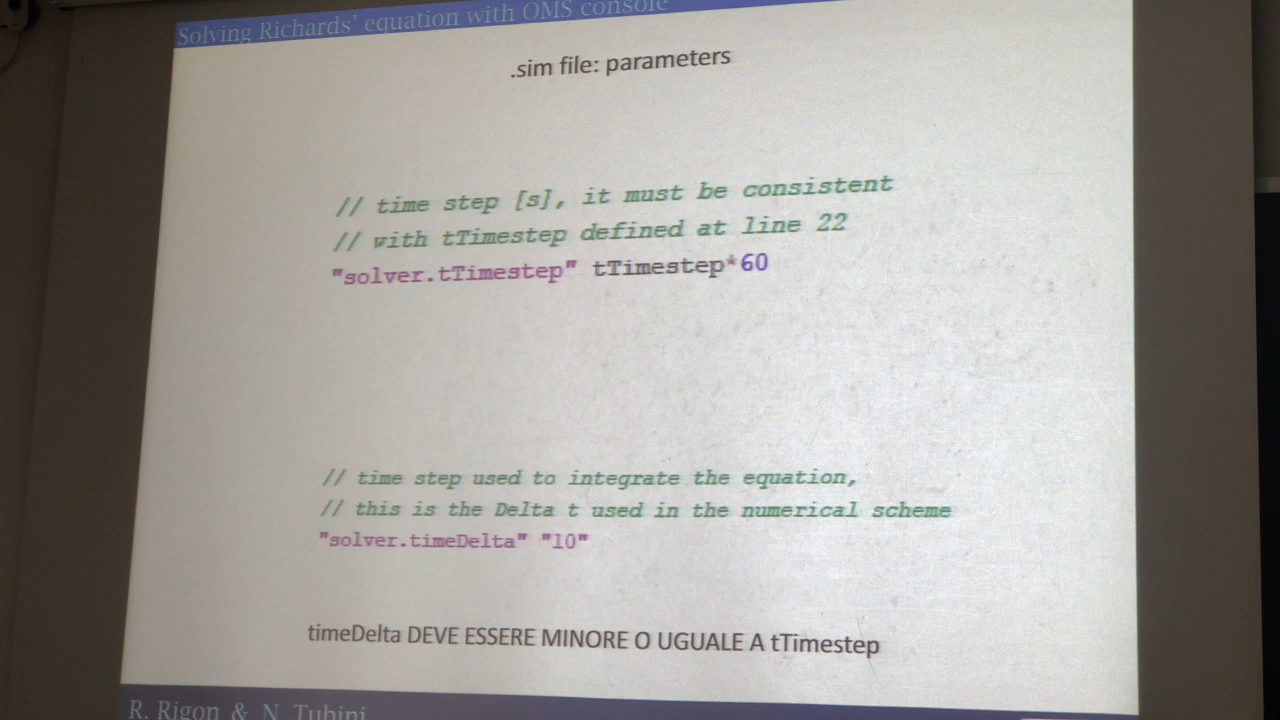 Solving Richards' equation with OMS console
.sim file: parameters
// time step [s], it must be consistent
// with tTimestep defined at line 22
"solver.tTimestep" tTimestep*60
// time step used to integrate the equation,
// this is the Delta t used in the numerical scheme
"solver.timeDelta" "10"
timeDelta DEVE ESSERE MINORE O UGUALE A tTimestep
R. Rigon & N. Tubini